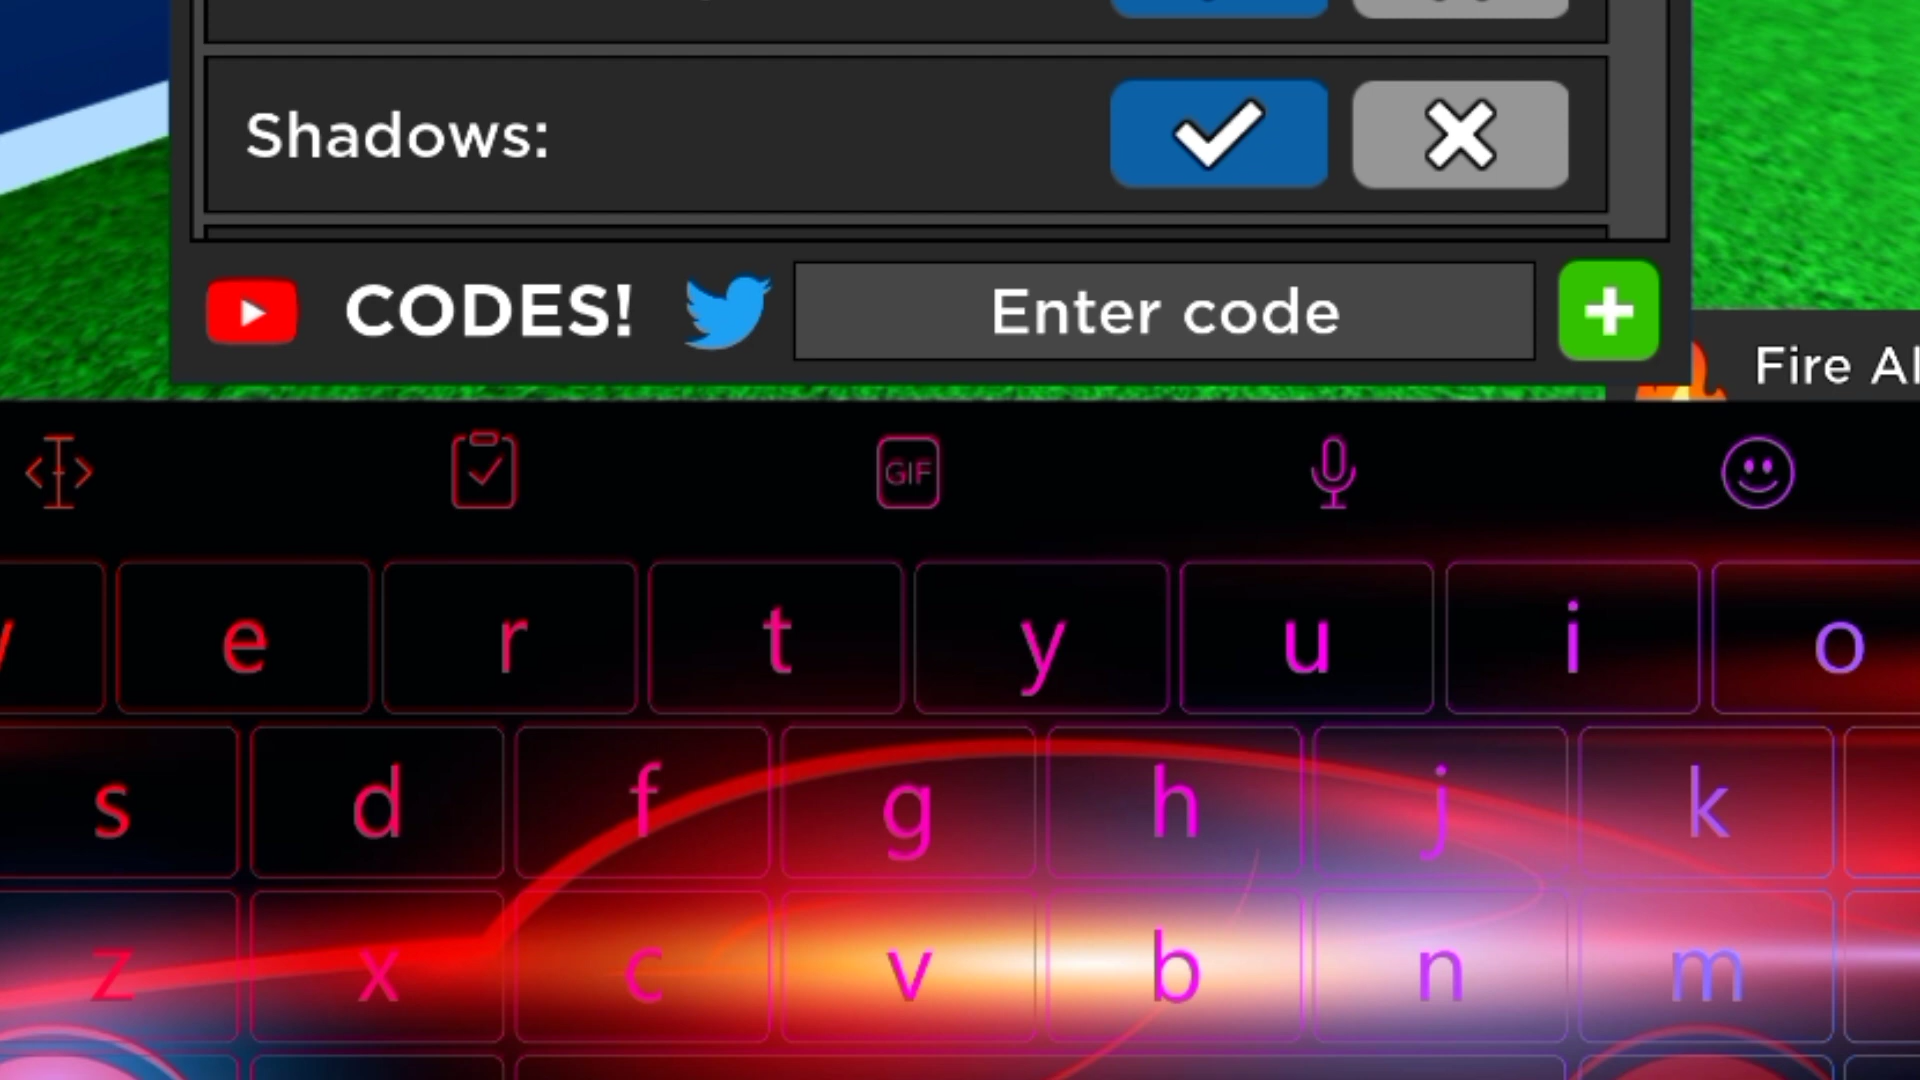 Shadows:
CODES! Enter code +
Fire Al
GIF
e r t y u i o
s d f g h j k
z x c v b n m